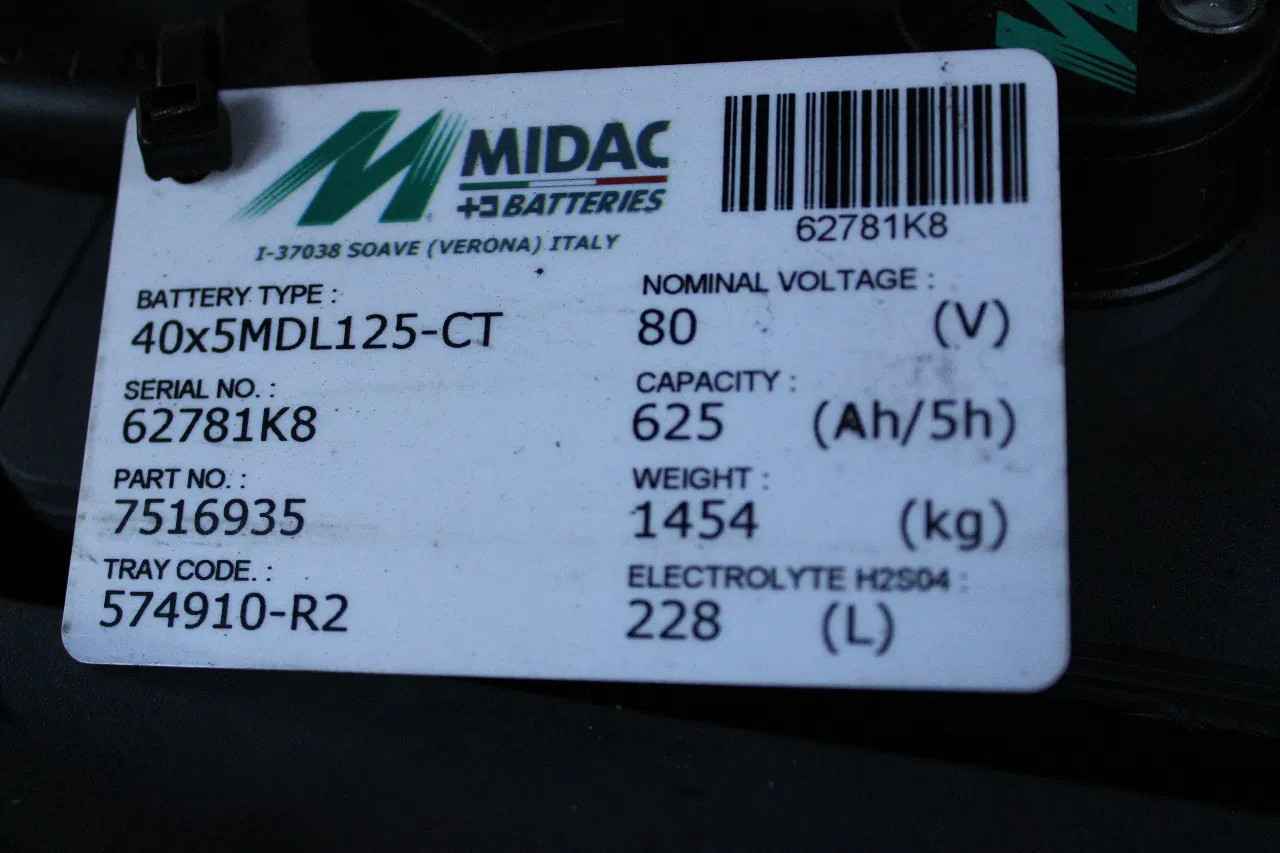 MIDAC
BATTERIES
I-37038 SOAVE (VERONA) ITALY
62781K8
BATTERY TYPE :
40x5MDL125-CT
SERIAL NO. :
62781K8
PART NO. :
7516935
TRAY CODE. :
574910-R2
NOMINAL VOLTAGE :
80 (V)
CAPACITY :
625 (Ah/5h)
WEIGHT :
1454 (kg)
ELECTROLYTE H2S04 :
228 (L)